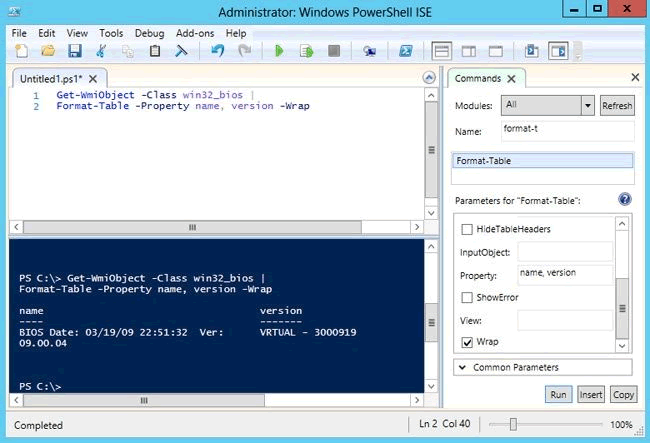 Administrator: Windows PowerShell ISE
File Edit View Tools Debug Add-ons Help
Untitled1.ps1*
1 Get-WmiObject -Class win32_bios |
2 Format-Table -Property name, version -Wrap
PS C:\> Get-WmiObject -Class win32_bios |
Format-Table -Property name, version -Wrap
name version
---- -------
BIOS Date: 03/19/09 22:51:32 Ver: VRTUAL - 3000919
09.00.04
PS C:\>
Commands
Modules: All Refresh
Name: format-t
Format-Table
Parameters for "Format-Table":
HideTableHeaders
InputObject:
Property: name, version
ShowError
View:
Wrap
Common Parameters
Run Insert Copy
Completed Ln 2 Col 40 100%